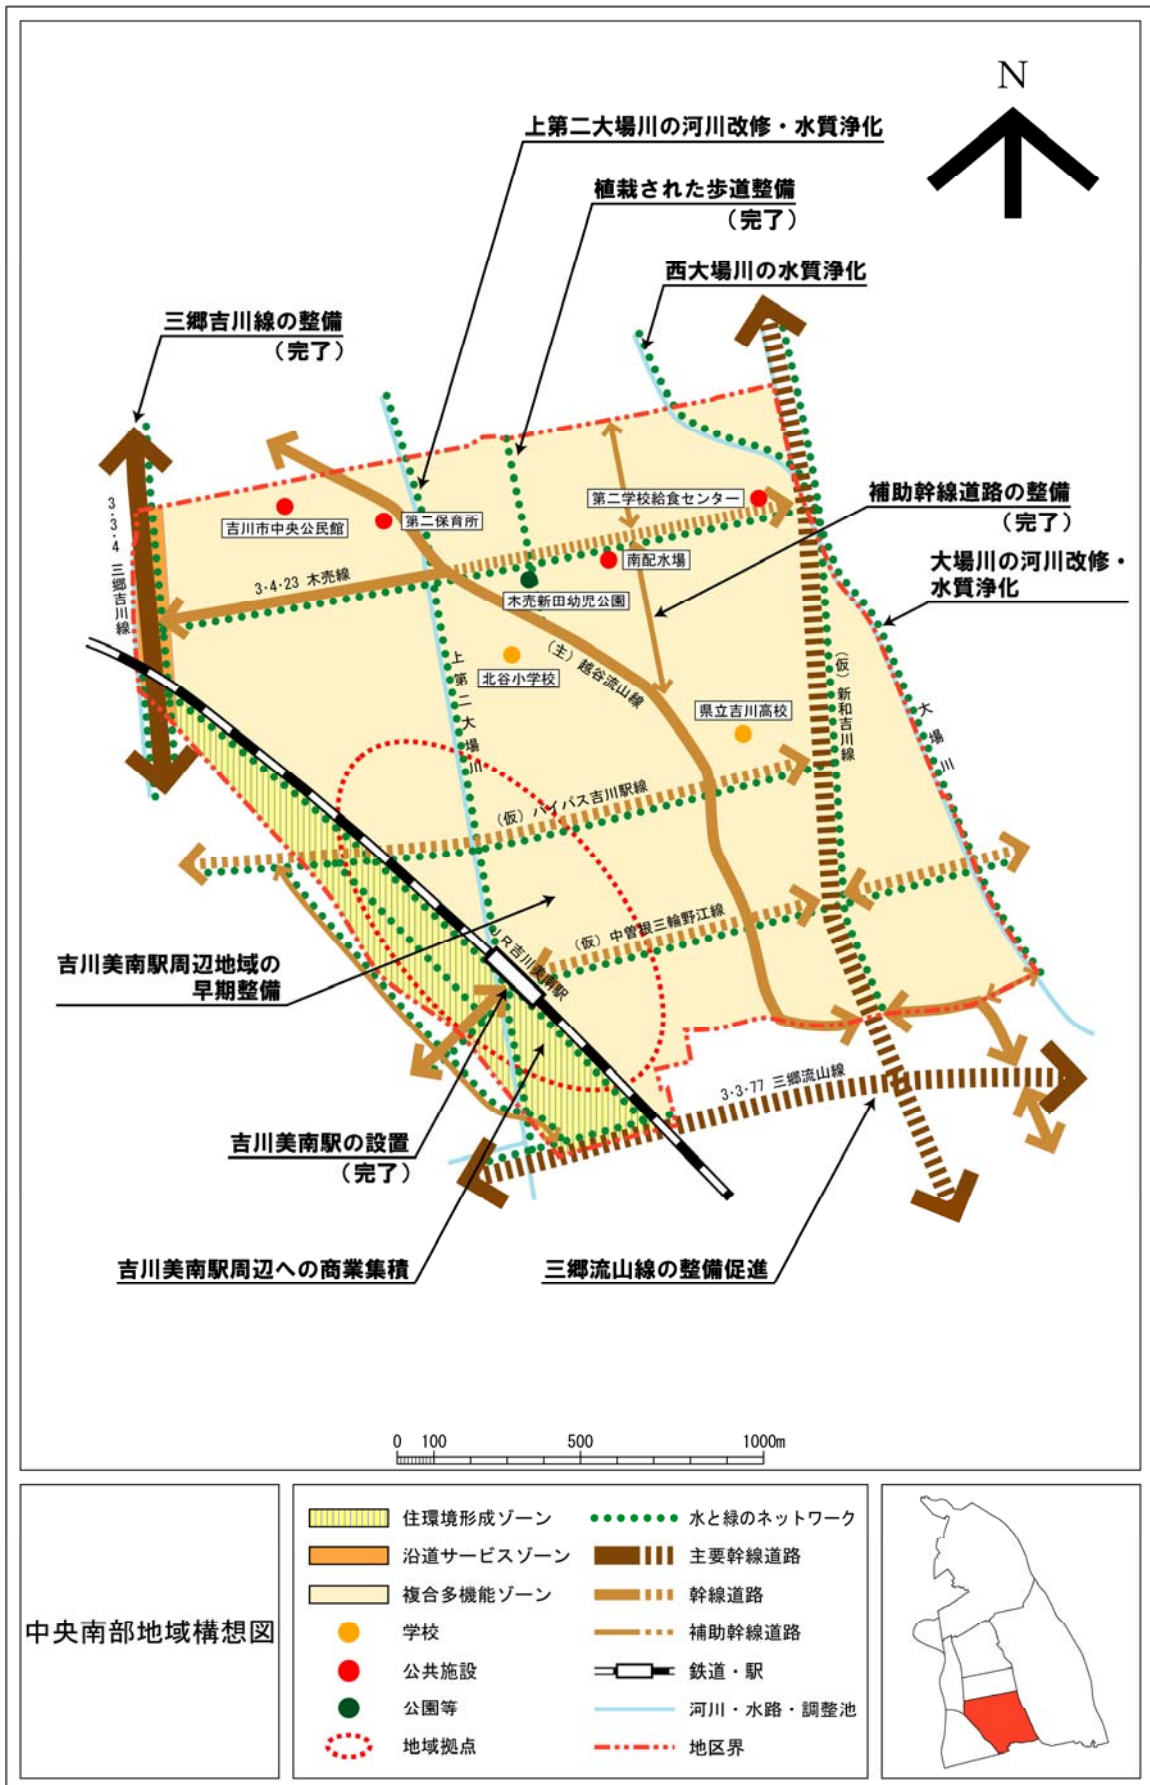 N
上第二大場川の河川改修・水質浄化
植栽された歩道整備
（完了）
西大場川の水質浄化
三郷吉川線の整備
（完了）
補助幹線道路の整備
（完了）
大場川の河川改修・
水質浄化
3・3・4 三郷吉川線
吉川市中央公民館
第二保育所
第二学校給食センター
南配水場
3・4・23 木売線
木売新田幼児公園
北谷小学校
（主）越谷流山線
県立吉川高校
上第二大場川
（仮）新和吉川線
大場川
（仮）バイパス吉川駅線
（仮）中曽根三輪野江線
JR吉川美南駅
吉川美南駅周辺地域の
早期整備
3・3・77 三郷流山線
吉川美南駅の設置
（完了）
吉川美南駅周辺への商業集積
三郷流山線の整備促進
0 100 500 1000m
中央南部地域構想図
住環境形成ゾーン
沿道サービスゾーン
複合多機能ゾーン
学校
公共施設
公園等
地域拠点
水と緑のネットワーク
主要幹線道路
幹線道路
補助幹線道路
鉄道・駅
河川・水路・調整池
地区界